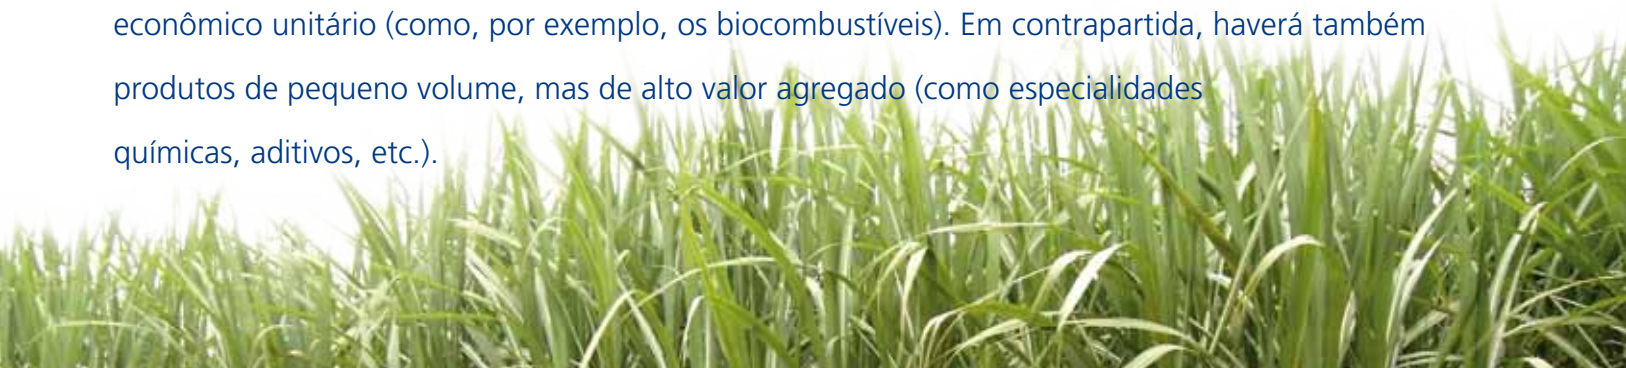 econômico unitário (como, por exemplo, os biocombustíveis). Em contrapartida, haverá também
produtos de pequeno volume, mas de alto valor agregado (como especialidades
químicas, aditivos, etc.).